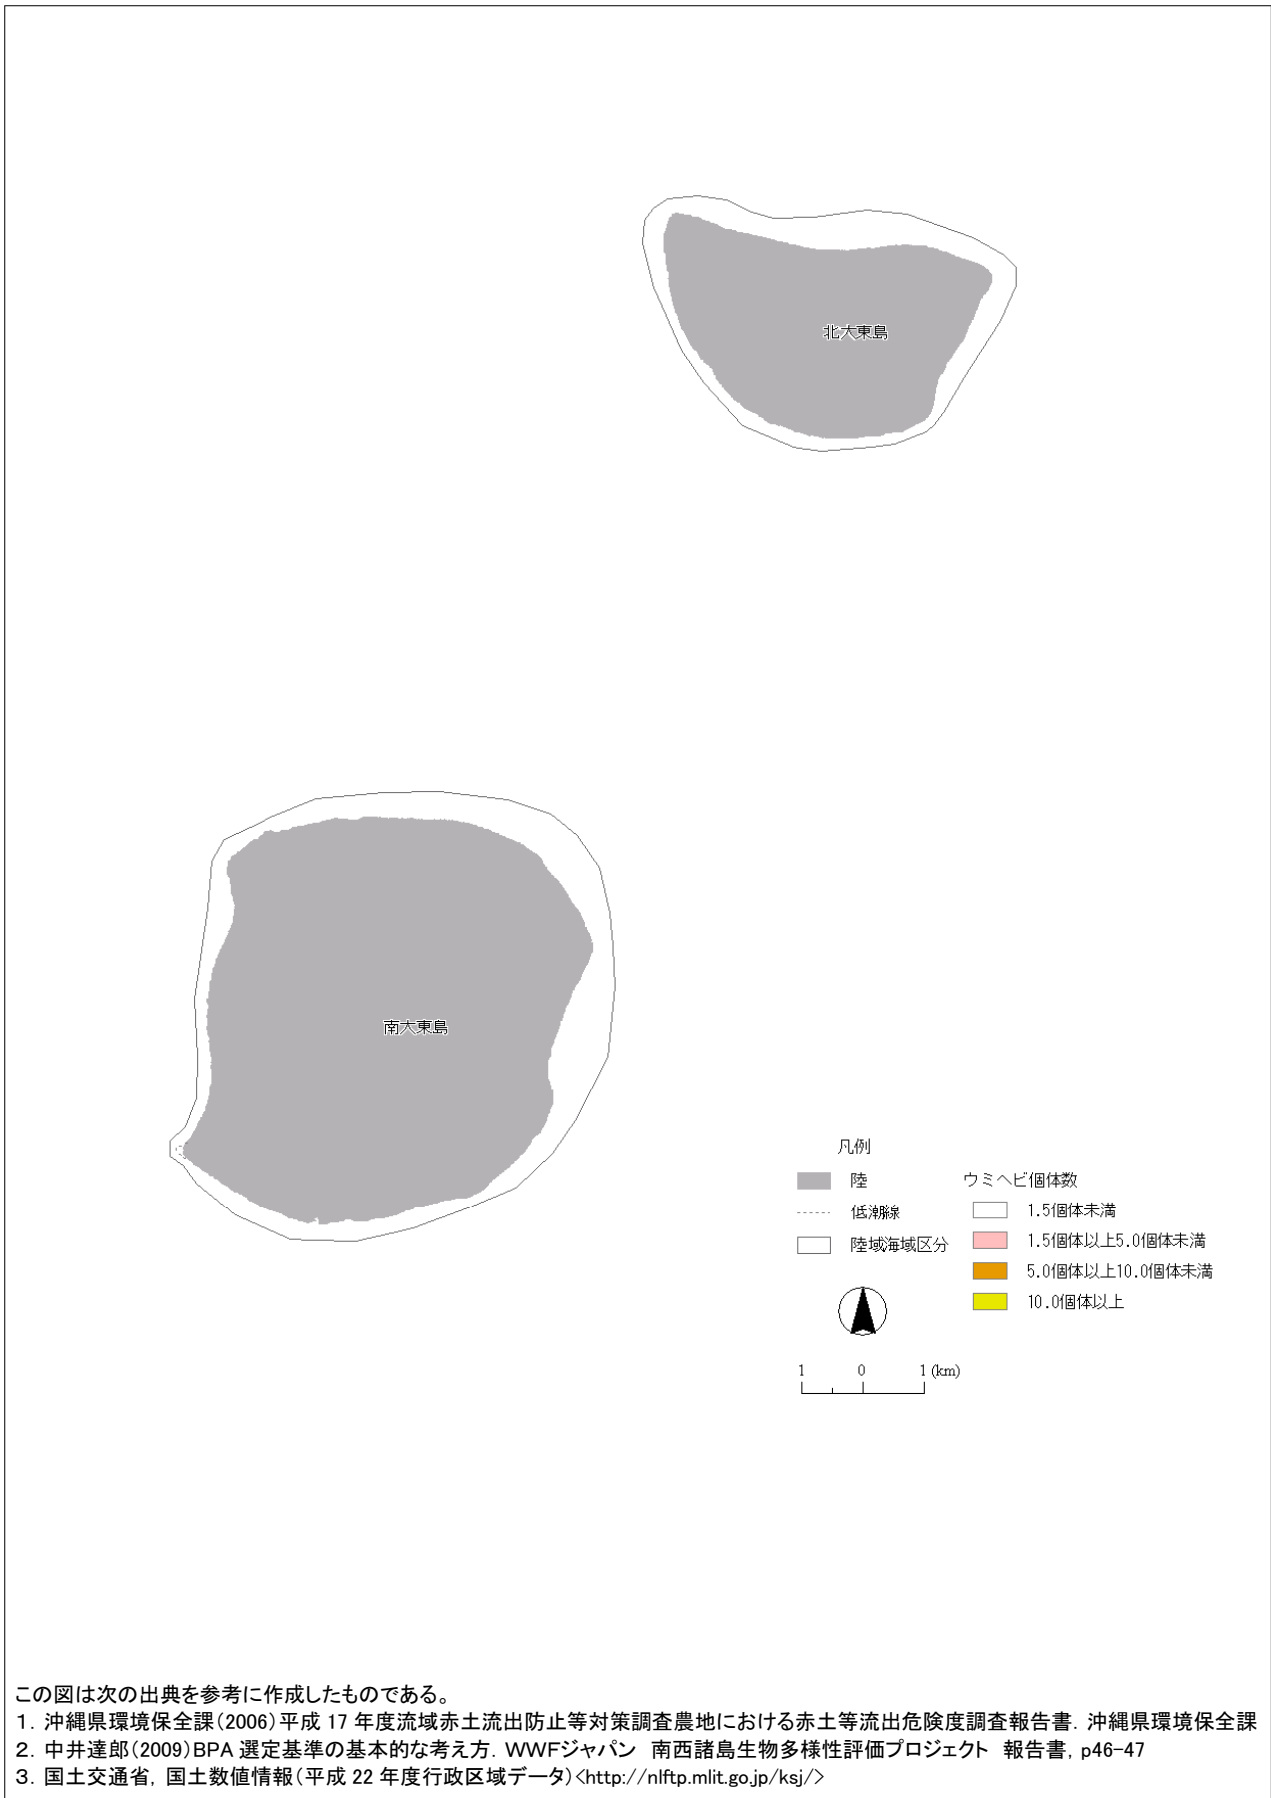 北大東島
南大東島
凡例
陸
低潮線
陸域海域区分
ウミヘビ個体数
1.5個体未満
1.5個体以上5.0個体未満
5.0個体以上10.0個体未満
10.0個体以上
1 0 1 (km)
この図は次の出典を参考に作成したものである。
1. 沖縄県環境保全課(2006)平成 17 年度流域赤土流出防止等対策調査農地における赤土等流出危険度調査報告書. 沖縄県環境保全課
2. 中井達郎(2009)BPA 選定基準の基本的な考え方. WWFジャパン 南西諸島生物多様性評価プロジェクト 報告書, p46-47
3. 国土交通省, 国土数値情報(平成 22 年度行政区域データ)<http://nlftp.mlit.go.jp/ksj/>